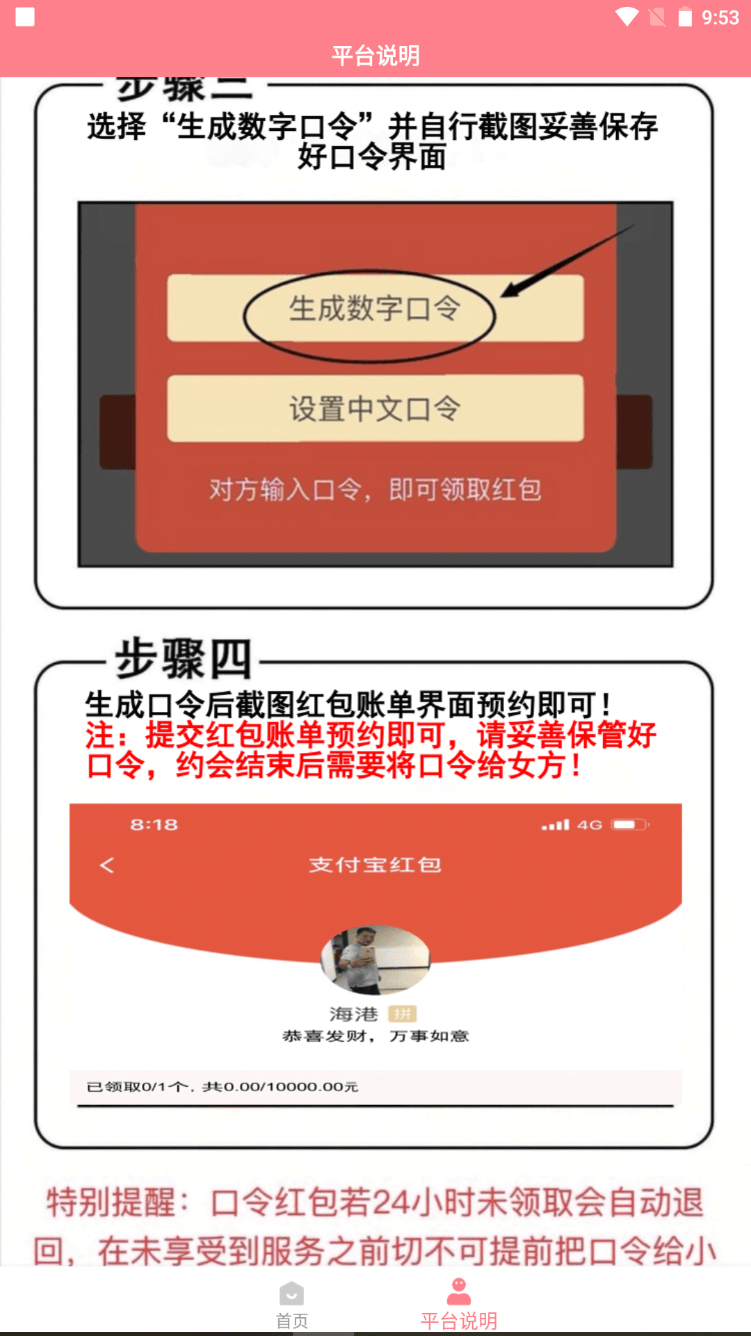 9:53
平台说明
步骤三
选择“生成数字口令”并自行截图妥善保存
好口令界面
生成数字口令
设置中文口令
对方输入口令，即可领取红包
步骤四
生成口令后截图红包账单界面预约即可！
注：提交红包账单预约即可，请妥善保管好
口令，约会结束后需要将口令给女方！
8:18
4G
支付宝红包
海港 拼
恭喜发财，万事如意
已领取0/1个，共0.00/10000.00元
特别提醒：口令红包若24小时未领取会自动退
回，在未享受到服务之前切不可提前把口令给小
首页
平台说明